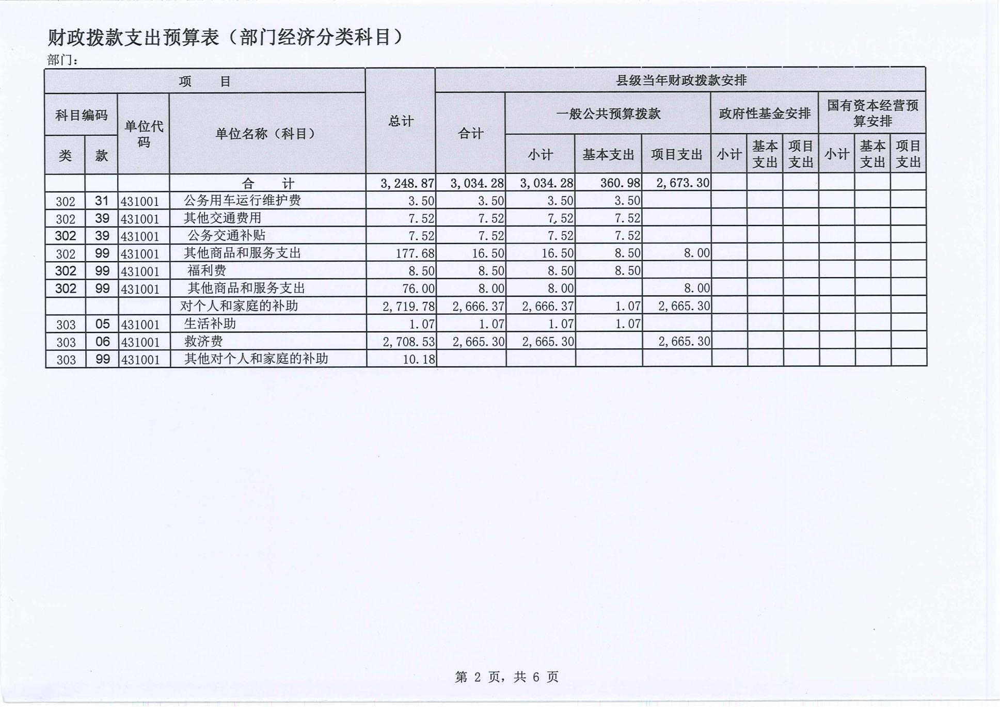 财政拨款支出预算表（部门经济分类科目）
部门：
项 目 总计 县级当年财政拨款安排
科目编码 单位代码 单位名称（科目） 合计 一般公共预算拨款 政府性基金安排 国有资本经营预算安排
类 款 小计 基本支出 项目支出 小计 基本支出 项目支出 小计 基本支出 项目支出
合 计 3,248.87 3,034.28 3,034.28 360.98 2,673.30
302 31 431001 公务用车运行维护费 3.50 3.50 3.50 3.50
302 39 431001 其他交通费用 7.52 7.52 7.52 7.52
302 39 431001 公务交通补贴 7.52 7.52 7.52 7.52
302 99 431001 其他商品和服务支出 177.68 16.50 16.50 8.50 8.00
302 99 431001 福利费 8.50 8.50 8.50 8.50
302 99 431001 其他商品和服务支出 76.00 8.00 8.00 8.00
对个人和家庭的补助 2,719.78 2,666.37 2,666.37 1.07 2,665.30
303 05 431001 生活补助 1.07 1.07 1.07 1.07
303 06 431001 救济费 2,708.53 2,665.30 2,665.30 2,665.30
303 99 431001 其他对个人和家庭的补助 10.18
第 2 页，共 6 页